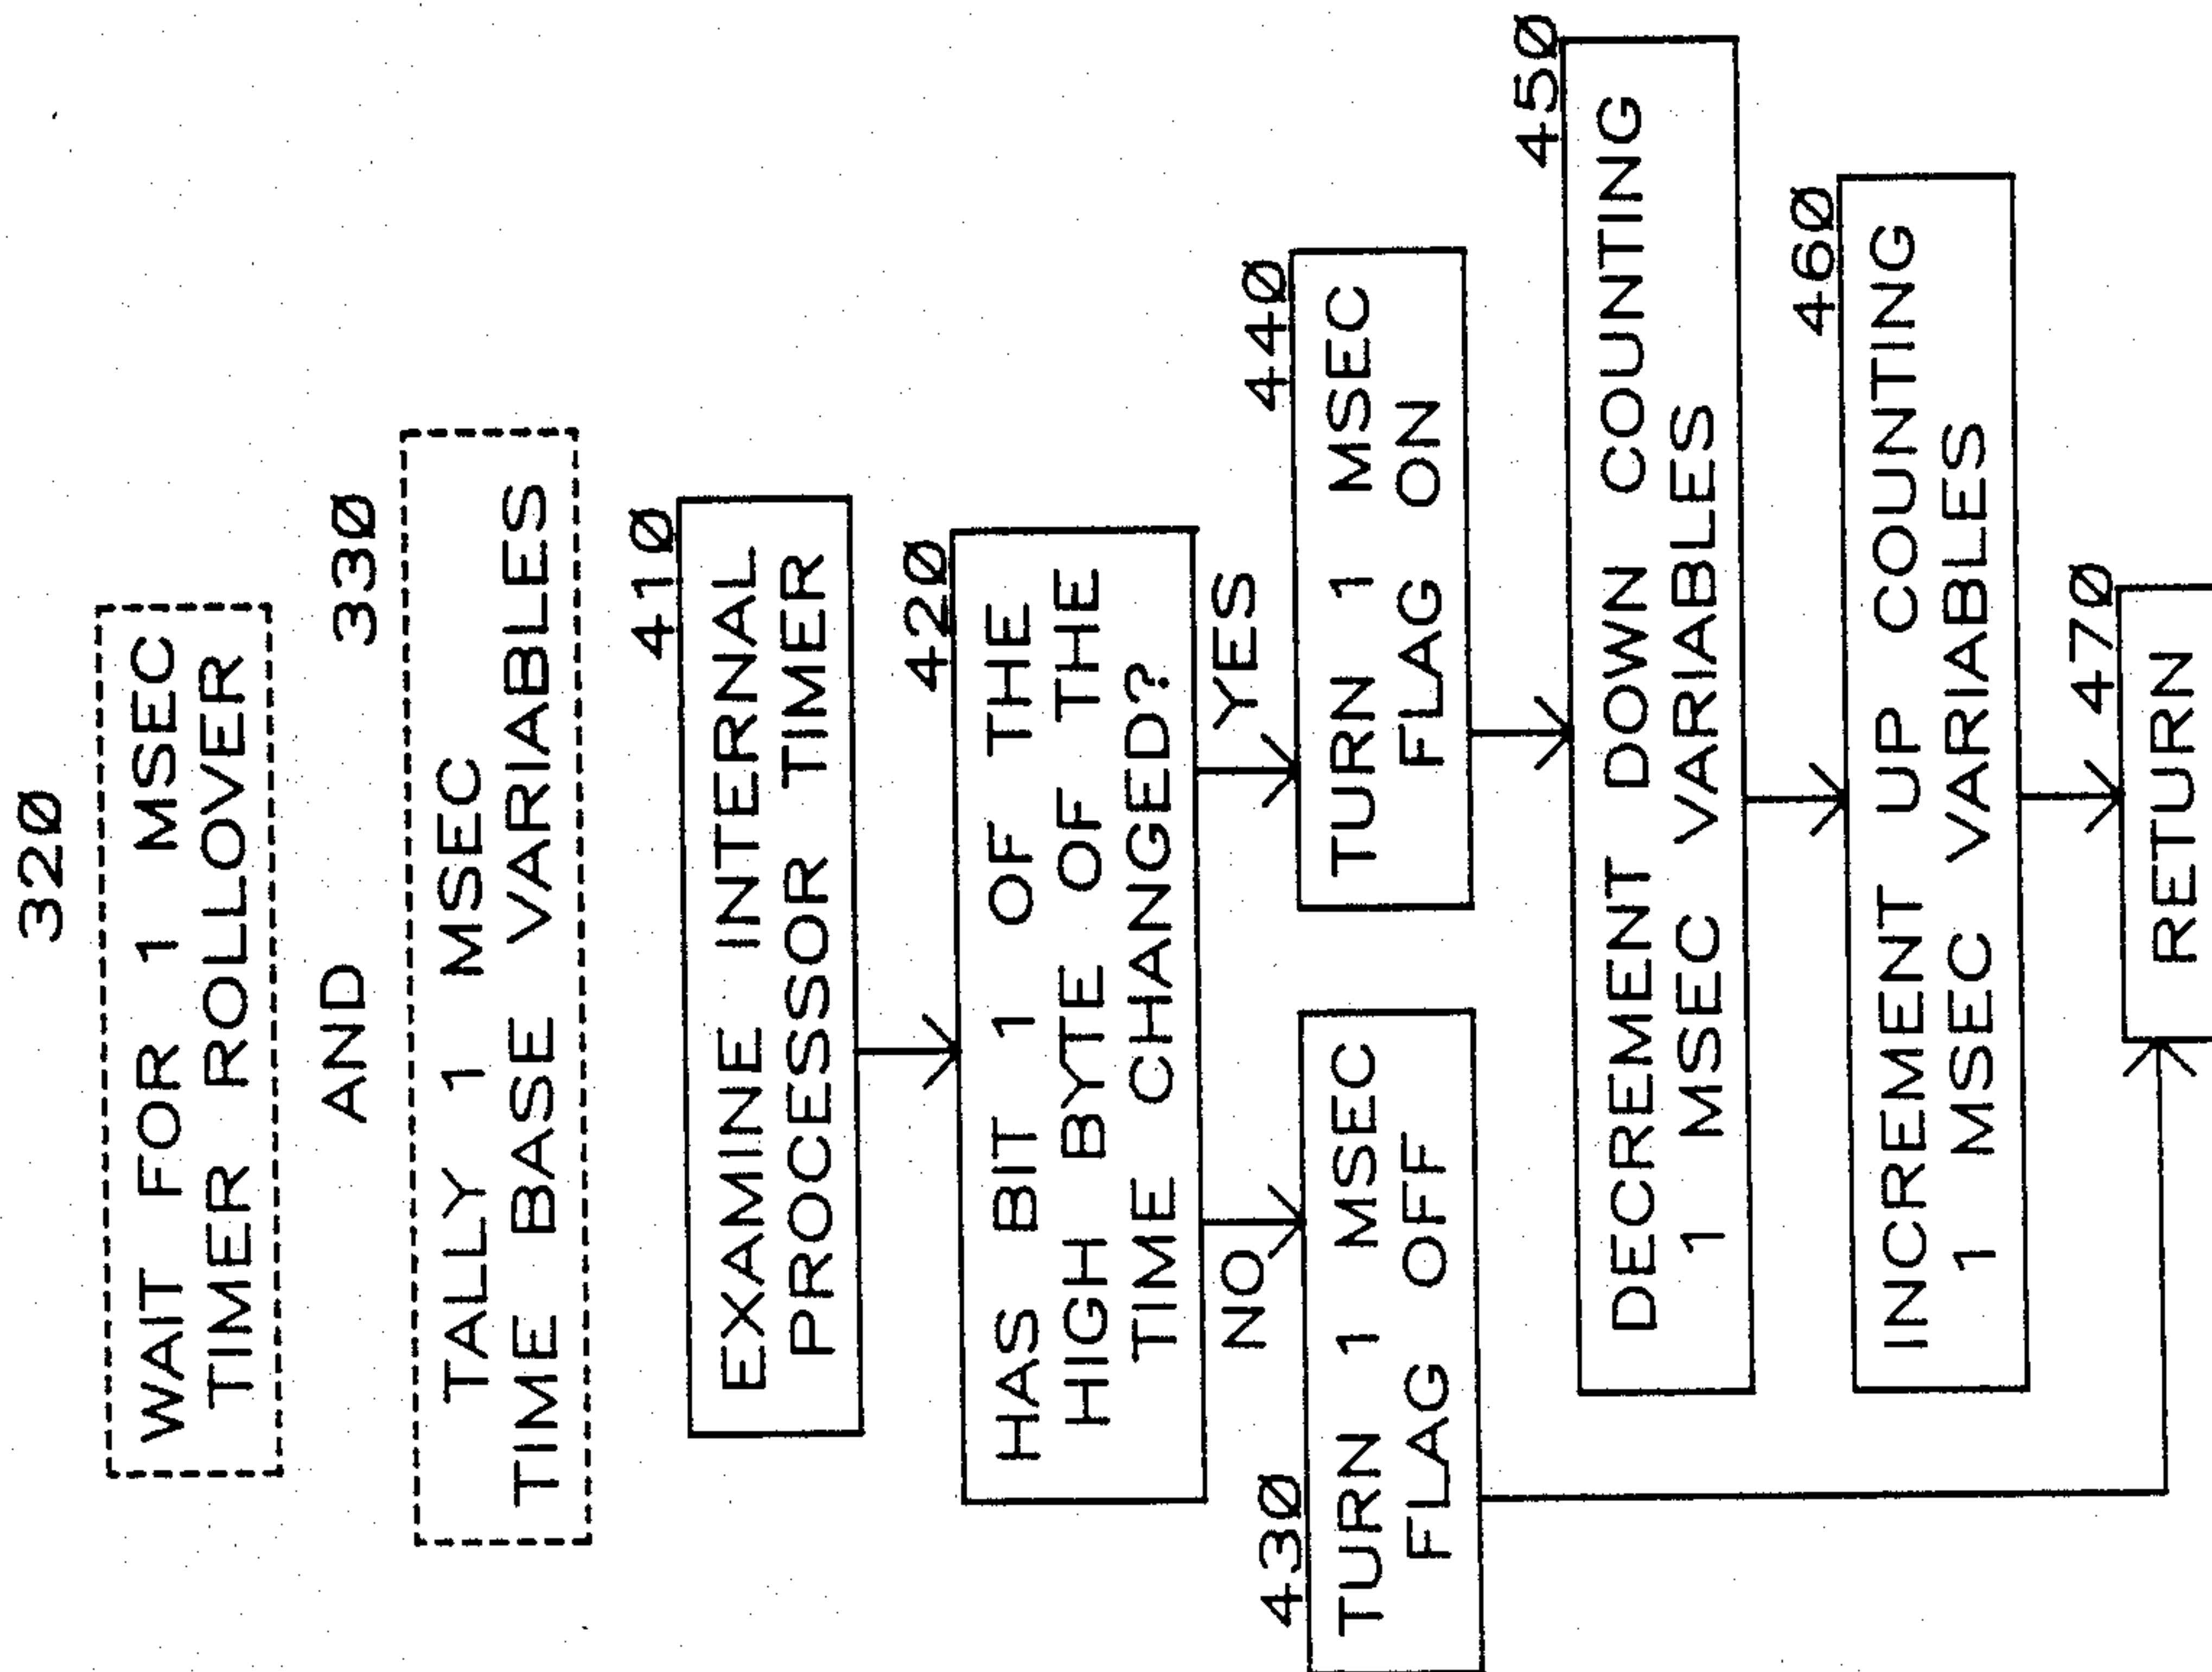 320
WAIT FOR 1 MSEC
TIMER ROLLOVER
AND
330
TALLY 1 MSEC
TIME BASE VARIABLES
410
EXAMINE INTERNAL
PROCESSOR TIMER
420
HAS BIT 1 OF THE
HIGH BYTE OF THE
TIME CHANGED?
NO
YES
430
TURN 1 MSEC
FLAG OFF
440
TURN 1 MSEC
FLAG ON
450
DECREMENT DOWN COUNTING
1 MSEC VARIABLES
460
INCREMENT UP COUNTING
1 MSEC VARIABLES
470
RETURN